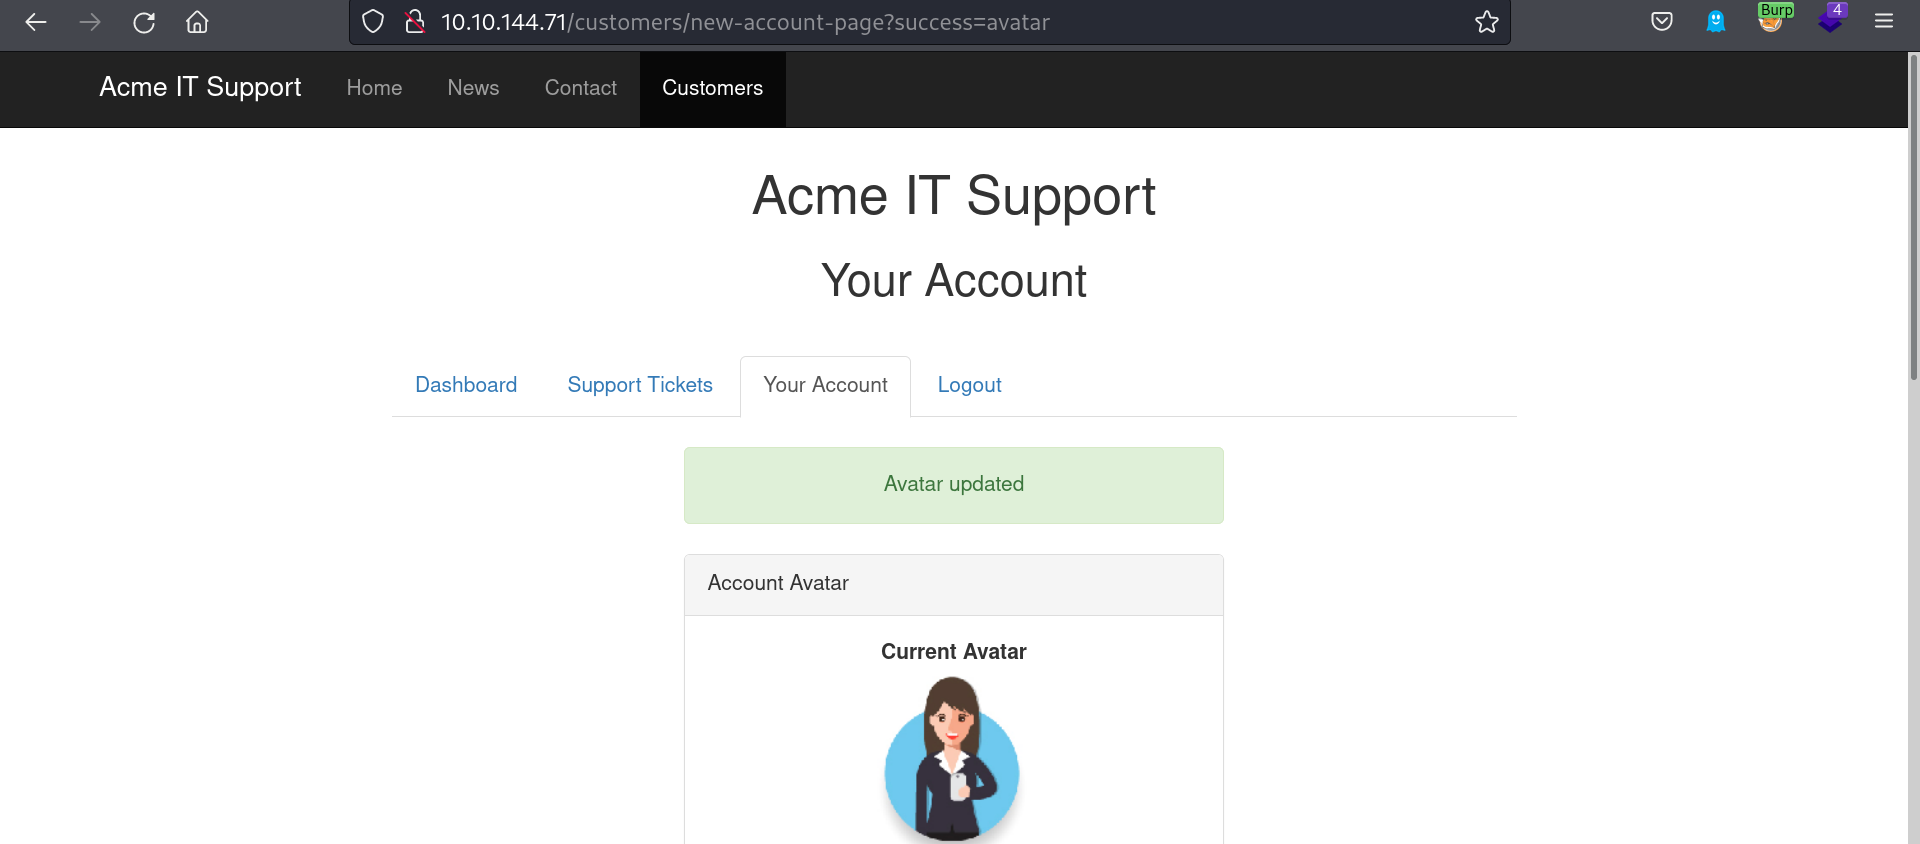 10.10.144.71/customers/new-account-page?success=avatar
Burp
4
Acme IT Support Home News Contact Customers
Acme IT Support
Your Account
Dashboard Support Tickets Your Account Logout
Avatar updated
Account Avatar
Current Avatar